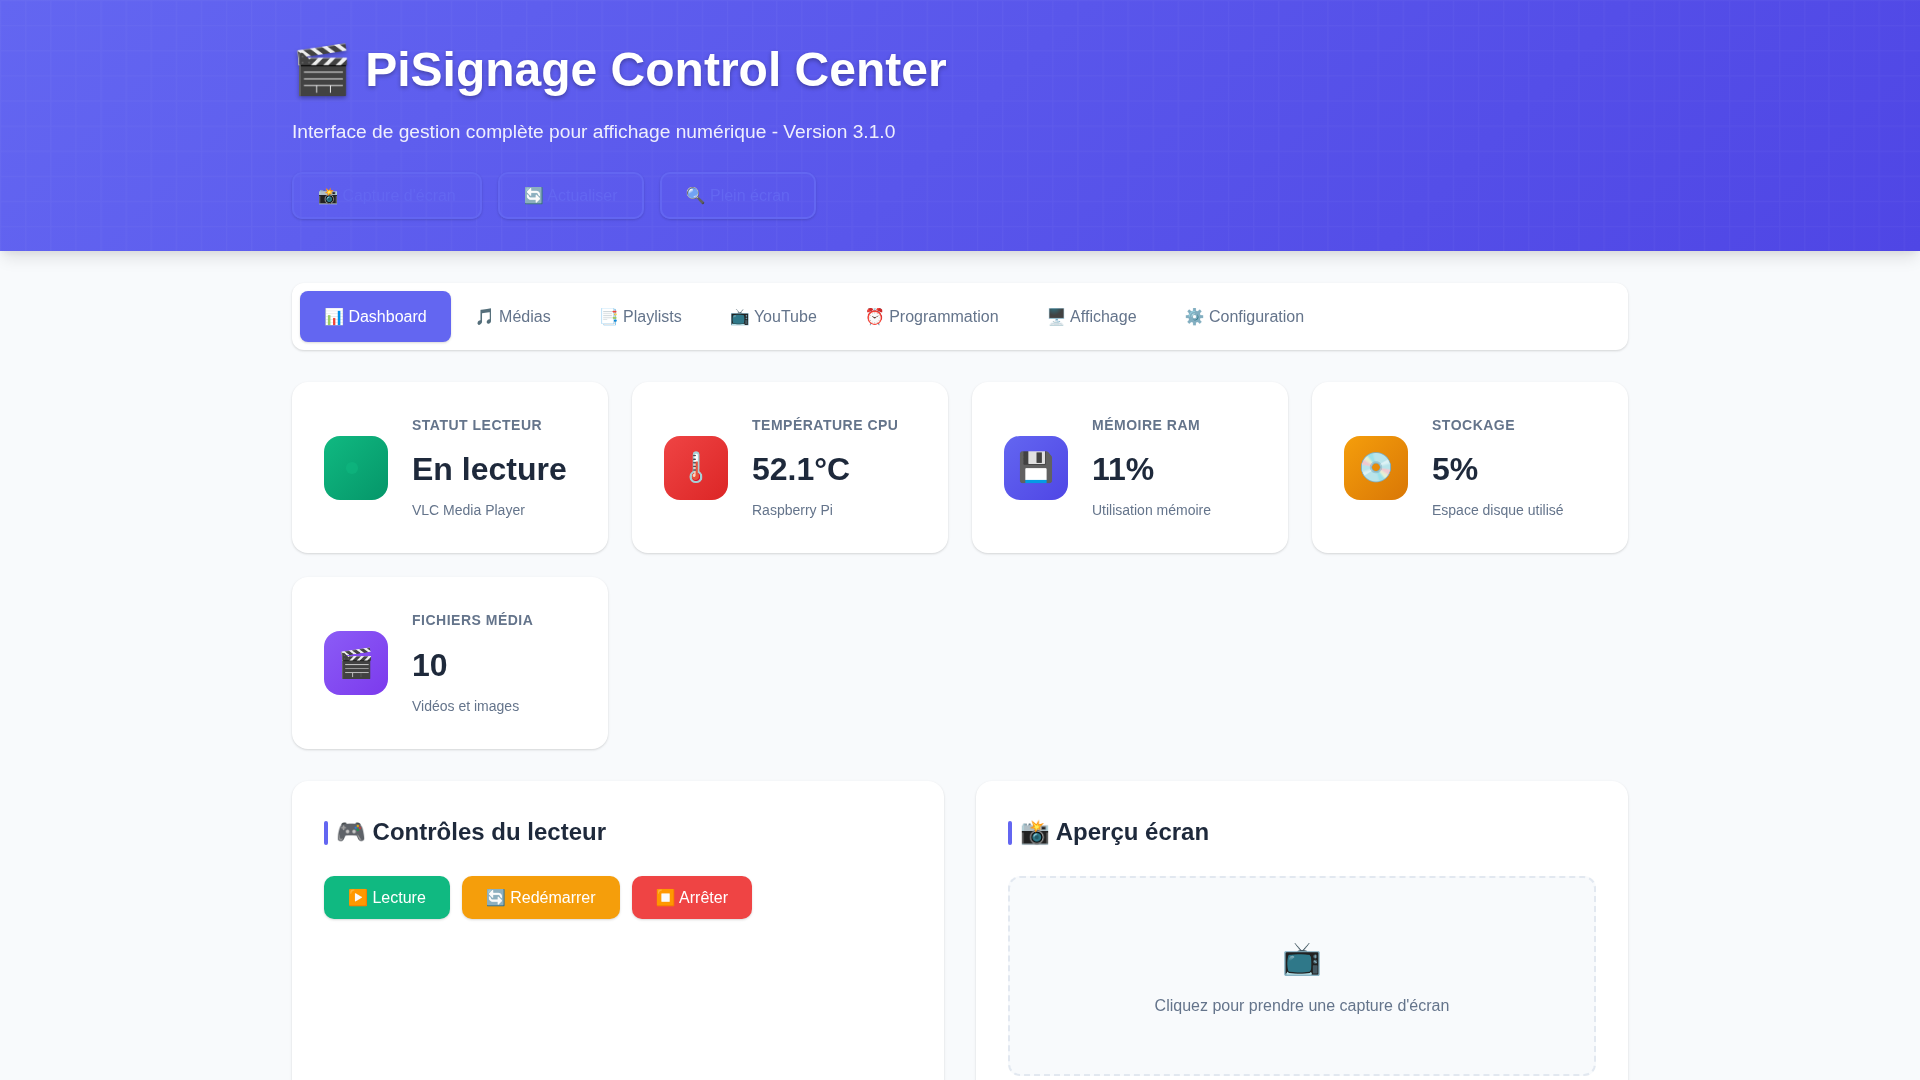 🎬 PiSignage Control Center
Interface de gestion complète pour affichage numérique - Version 3.1.0
📸 Capture d'écran 🔄 Actualiser 🔍 Plein écran
📊 Dashboard 🎵 Médias 📑 Playlists 📺 YouTube ⏰ Programmation 🖥️ Affichage ⚙️ Configuration
STATUT LECTEUR
En lecture
VLC Media Player
TEMPÉRATURE CPU
52.1°C
Raspberry Pi
MÉMOIRE RAM
11%
Utilisation mémoire
STOCKAGE
5%
Espace disque utilisé
FICHIERS MÉDIA
10
Vidéos et images
🎮 Contrôles du lecteur
▶️ Lecture 🔄 Redémarrer ⏹️ Arrêter
📸 Aperçu écran
Cliquez pour prendre une capture d'écran